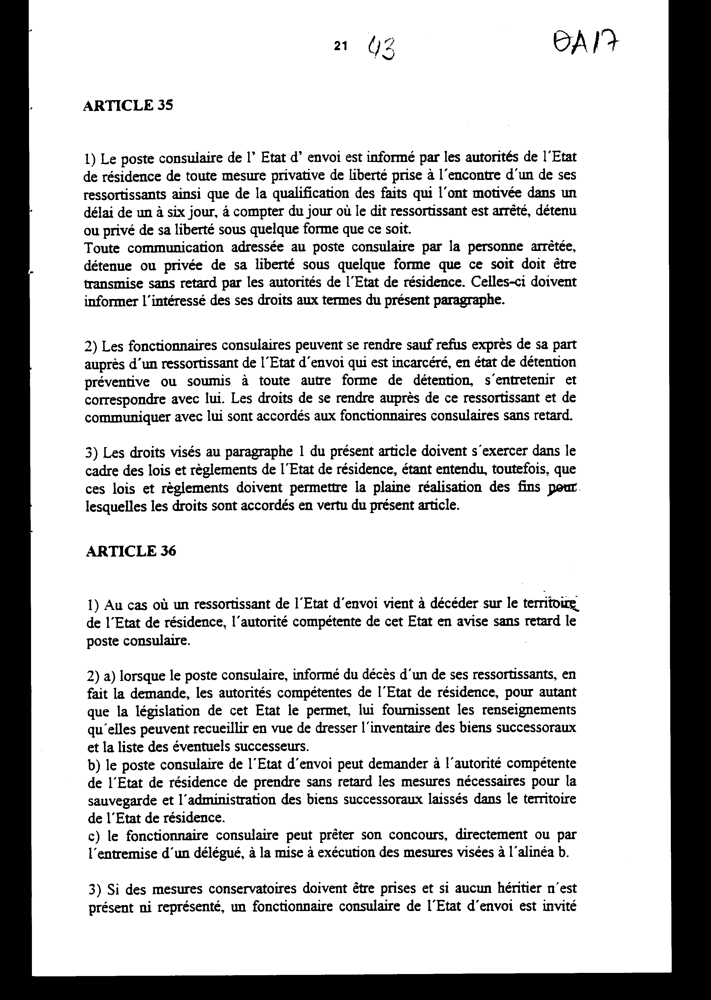 21 43 OA17
ARTICLE 35
1) Le poste consulaire de l’ Etat d’ envoi est informé par les autorités de l´Etat
de résidence de toute mesure privative de liberté prise à l´encontre d´un de ses
ressortissants ainsi que de la qualification des faits qui l´ont motivée dans un
délai de un à six jour, á compter du jour où le dit ressortissant est arrêté, détenu
ou privé de sa liberté sous quelque forme que ce soit.
Toute communication adressée au poste consulaire par la personne arrêtée,
détenue ou privée de sa liberté sous quelque forme que ce soit doit être
transmise sans retard par les autorités de l´Etat de résidence. Celles-ci doivent
informer l´intéressé des ses droits aux termes du présent paragraphe.
2) Les fonctionnaires consulaires peuvent se rendre sauf refus exprès de sa part
auprès d´un ressortissant de l´Etat d´envoi qui est incarcéré, en état de détention
préventive ou soumis à toute autre forme de détention, s´entretenir et
correspondre avec lui. Les droits de se rendre auprès de ce ressortissant et de
communiquer avec lui sont accordés aux fonctionnaires consulaires sans retard.
3) Les droits visés au paragraphe 1 du présent article doivent s´exercer dans le
cadre des lois et règlements de l´Etat de résidence, étant entendu, toutefois, que
ces lois et règlements doivent permettre la plaine réalisation des fins pour
lesquelles les droits sont accordés en vertu du présent article.
ARTICLE 36
1) Au cas où un ressortissant de l´Etat d´envoi vient à décéder sur le territoire
de l´Etat de résidence, l´autorité compétente de cet Etat en avise sans retard le
poste consulaire.
2) a) lorsque le poste consulaire, informé du décès d´un de ses ressortissants, en
fait la demande, les autorités compétentes de l´Etat de résidence, pour autant
que la législation de cet Etat le permet, lui fournissent les renseignements
qu´elles peuvent recueillir en vue de dresser l´inventaire des biens successoraux
et la liste des éventuels successeurs.
b) le poste consulaire de l´Etat d´envoi peut demander à l´autorité compétente
de l´Etat de résidence de prendre sans retard les mesures nécessaires pour la
sauvegarde et l´administration des biens successoraux laissés dans le territoire
de l´Etat de résidence.
c) le fonctionnaire consulaire peut prêter son concours, directement ou par
l´entremise d´un délégué, à la mise à exécution des mesures visées à l´alinéa b.
3) Si des mesures conservatoires doivent être prises et si aucun héritier n´est
présent ni représenté, un fonctionnaire consulaire de l´Etat d´envoi est invité